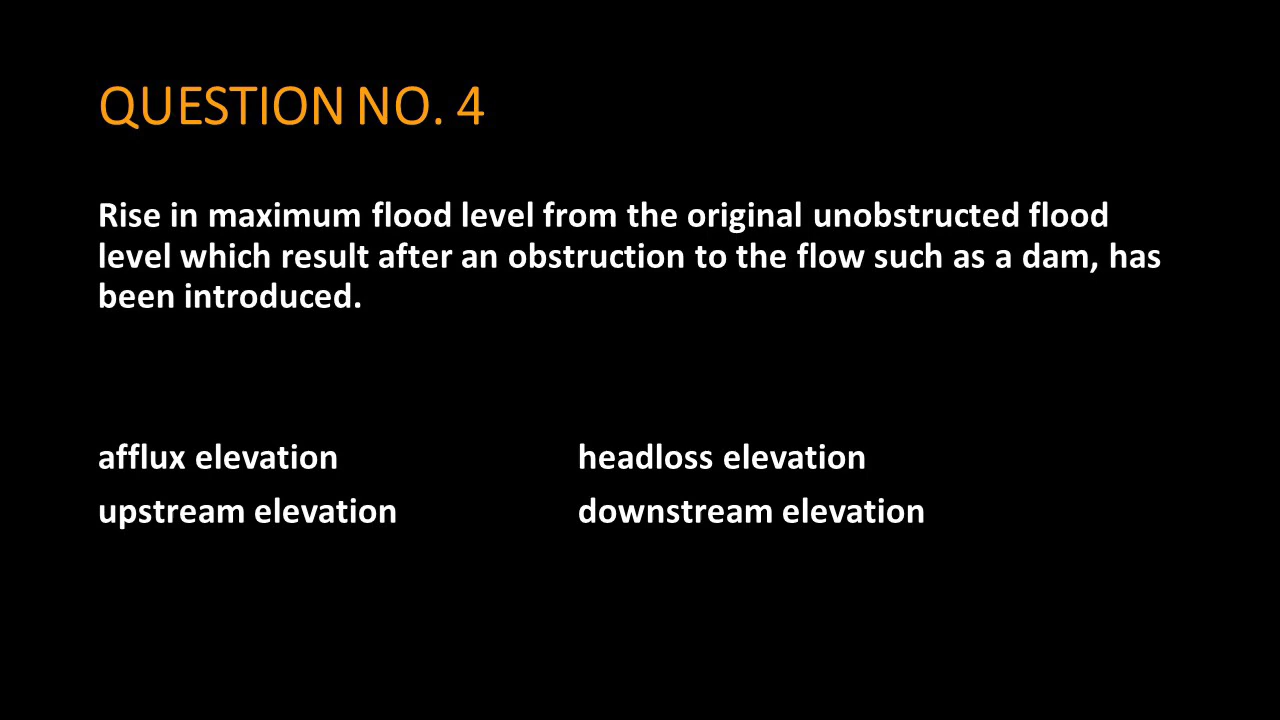 QUESTION NO. 4
Rise in maximum flood level from the original unobstructed flood
level which result after an obstruction to the flow such as a dam, has
been introduced.
afflux elevation headloss elevation
upstream elevation downstream elevation